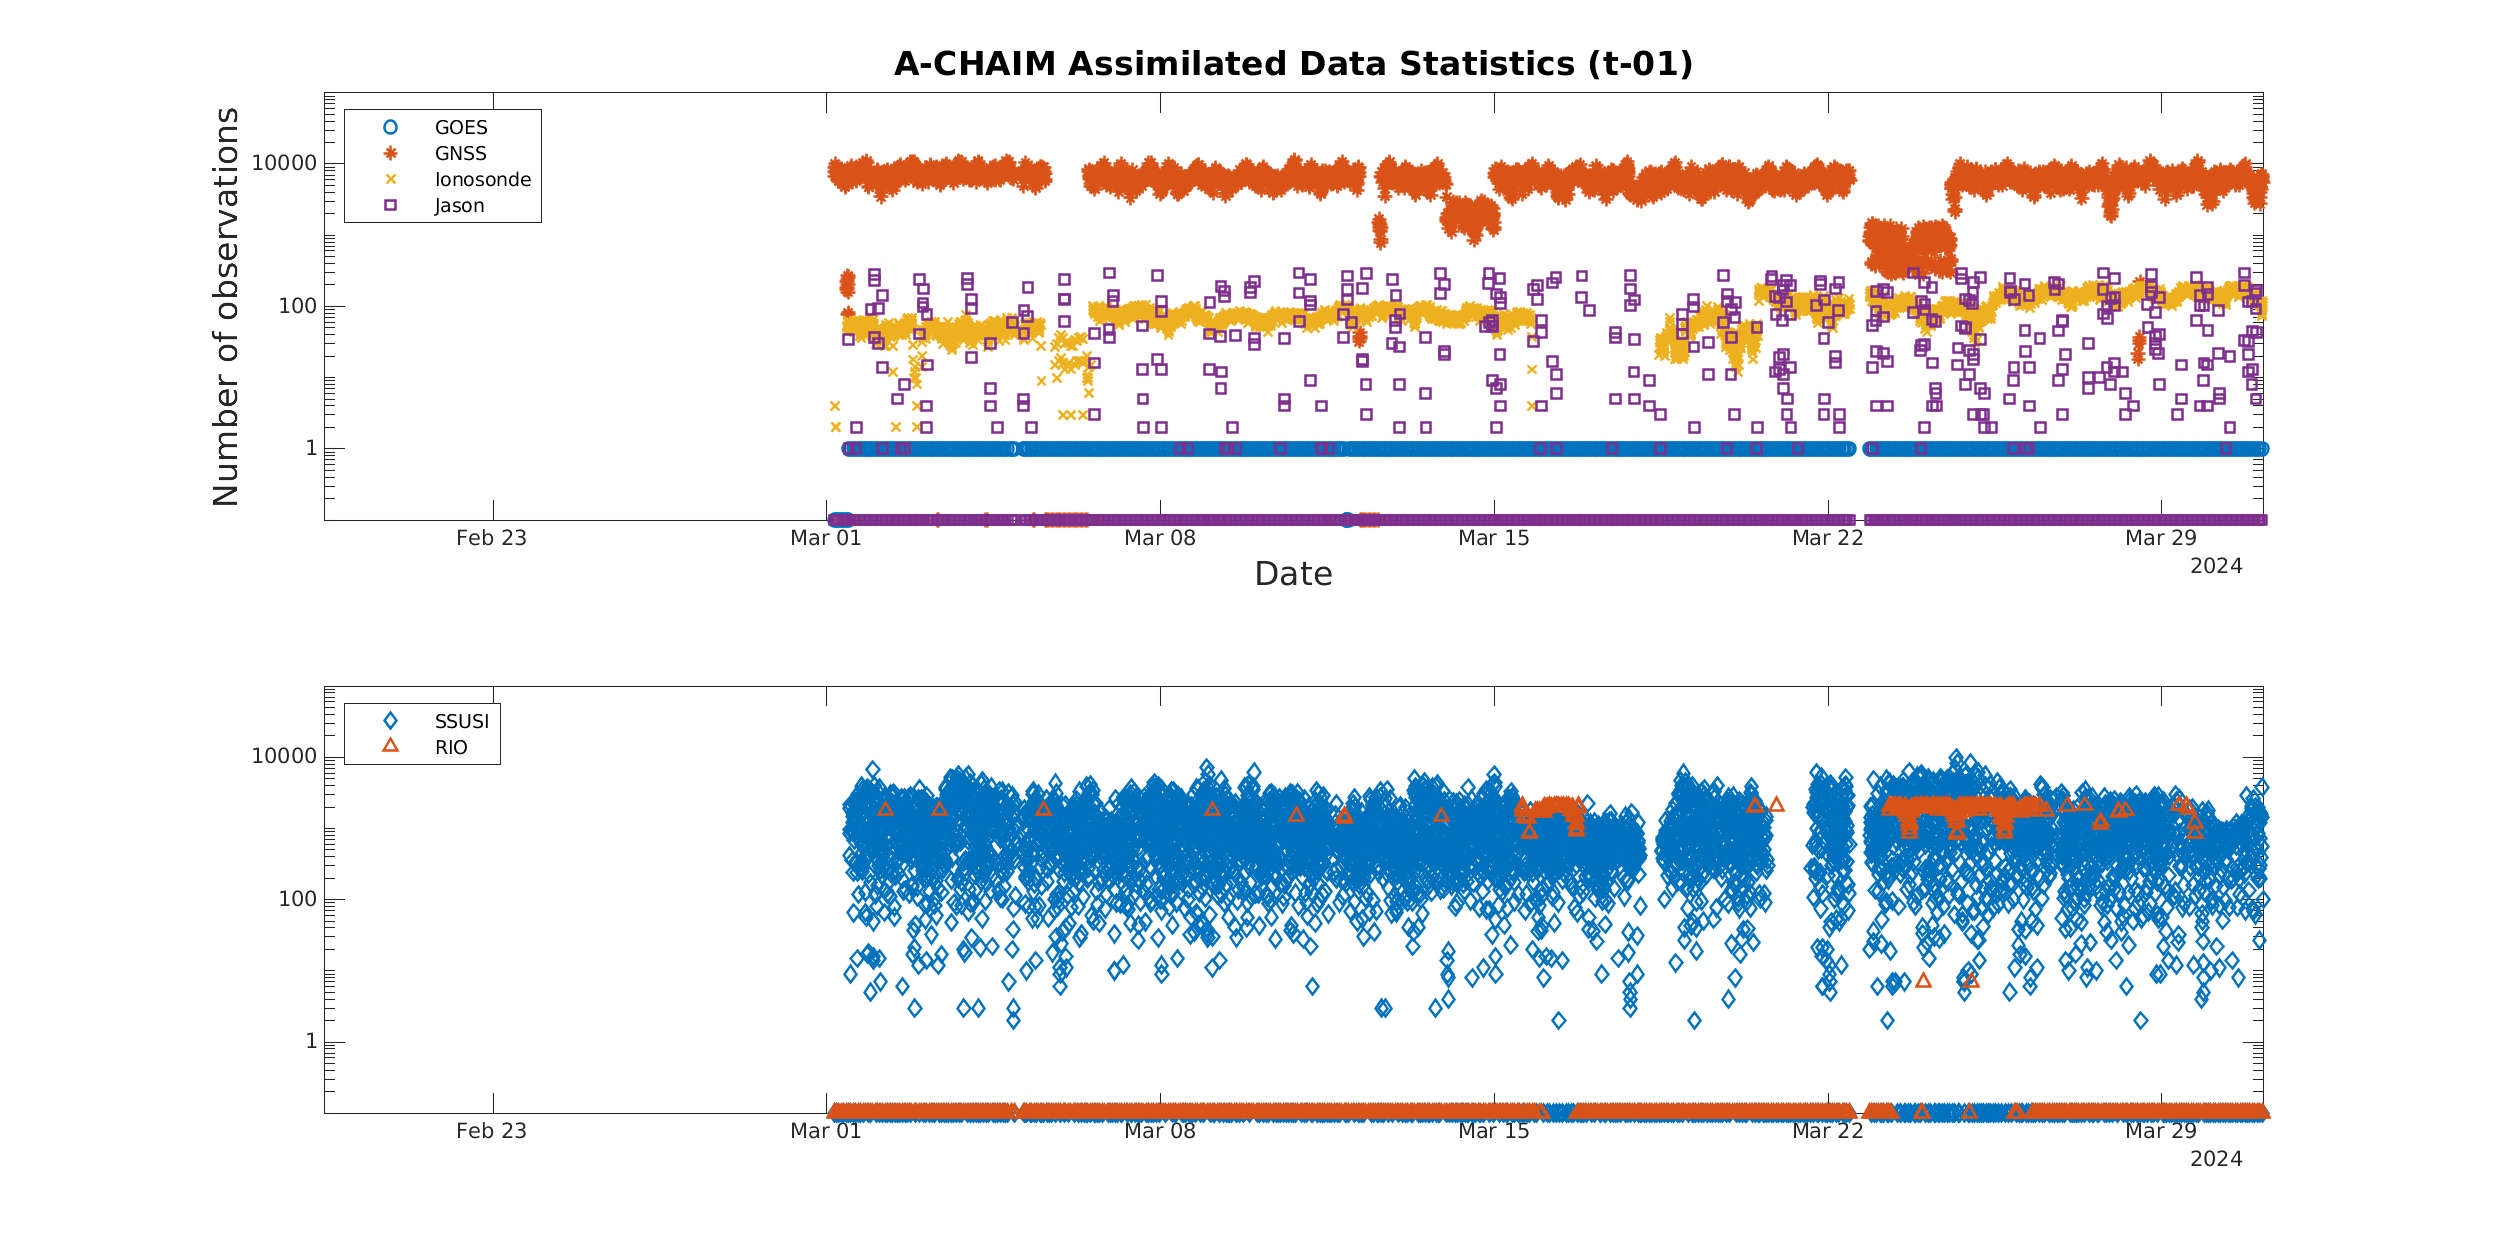 A-CHAIM Assimilated Data Statistics (t-01)
Number of observations
10000
100
1
GOES
GNSS
Ionosonde
Jason
Feb 23
Mar 01
Mar 08
Mar 15
Mar 22
Mar 29
2024
Date
10000
100
1
SSUSI
RIO
Feb 23
Mar 01
Mar 08
Mar 15
Mar 22
Mar 29
2024